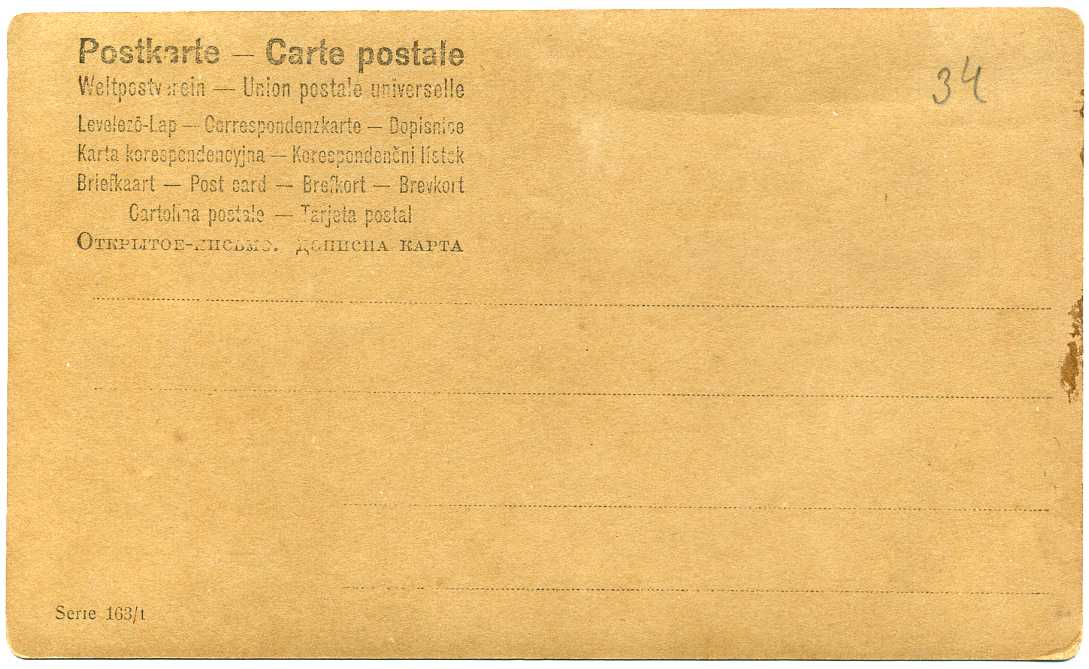 Postkarte — Carte postale
34
Weltpostverein — Union postale universelle
Levelező-Lap — Correspondenzkarte — Dopisnice
Karta korespondencyjna — Korespondenční lístek
Briefkaart — Post card — Brefkort — Brevkort
Cartolina postale — Tarjeta postal
Открытое-письмо. Дописна карта
Serie 163/1